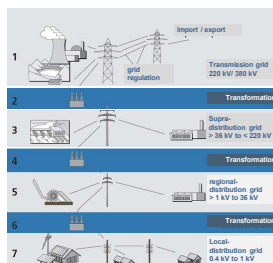 import / export
1
grid
regulation
Transmission grid
220 kV/ 380 kV
2
Transformation
3
Supra-
distribution grid
> 36 kV to < 220 kV
4
Transformation
5
regional-
distribution grid
> 1 kV to 36 kV
6
Transformation
7
Local-
distribution grid
0.4 kV to 1 kV